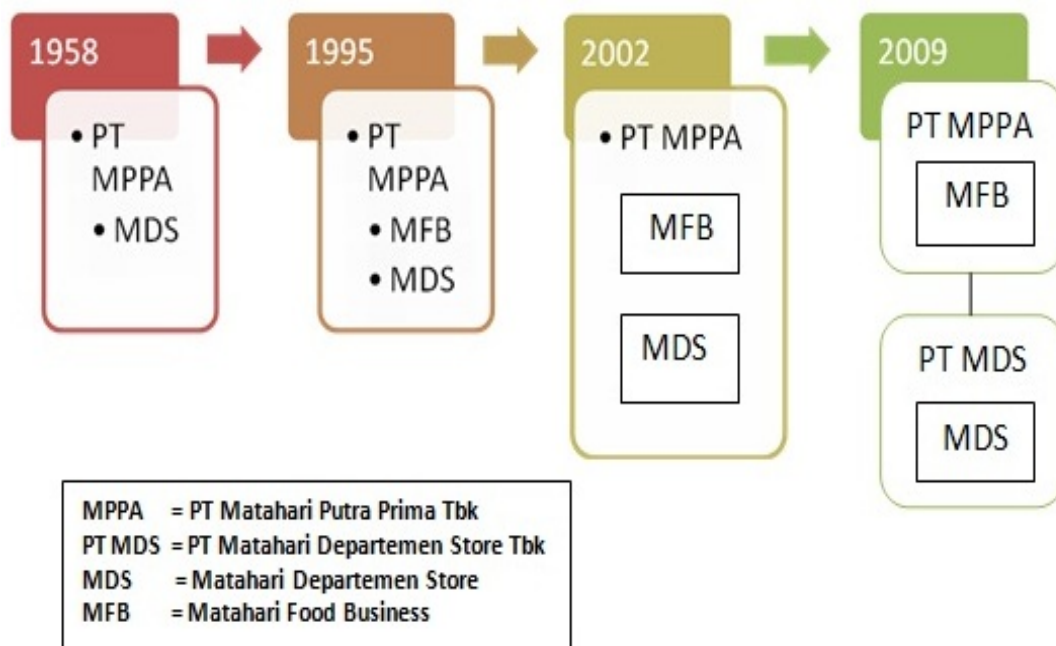 1958
• PT
MPPA
• MDS
1995
• PT
MPPA
• MFB
• MDS
2002
• PT MPPA
MFB
MDS
2009
PT MPPA
MFB
PT MDS
MDS
MPPA = PT Matahari Putra Prima Tbk
PT MDS = PT Matahari Departemen Store Tbk
MDS = Matahari Departemen Store
MFB = Matahari Food Business